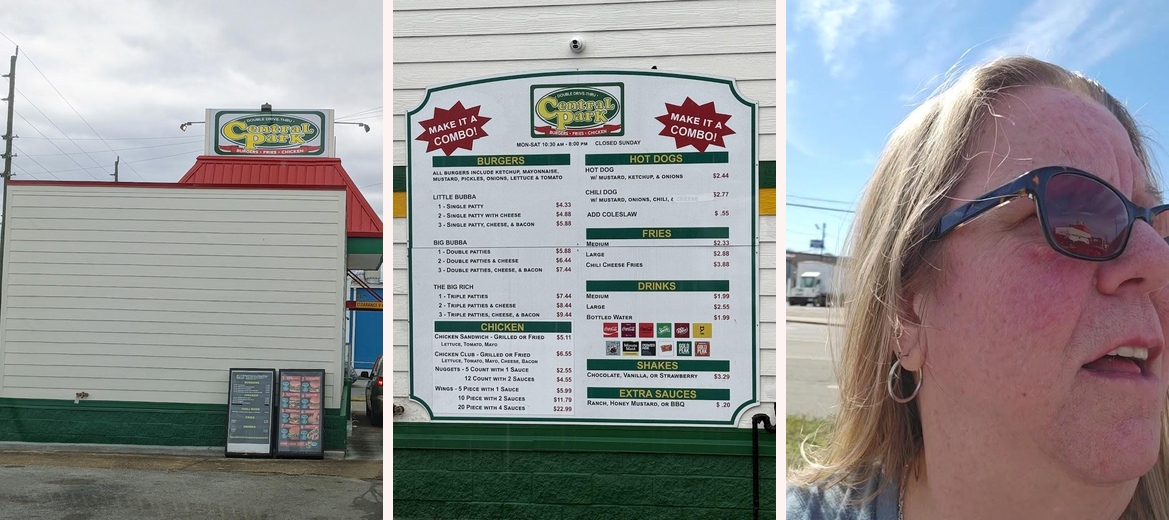 DOUBLE DRIVE-THRU
Central
Park
BURGERS • FRIES • CHICKEN
CLEARANCE 8
DOUBLE DRIVE-THRU
Central
Park
BURGERS • FRIES • CHICKEN
MAKE IT A
COMBO!
MAKE IT A
COMBO!
MON-SAT 10:30 AM - 8:00 PM CLOSED SUNDAY
BURGERS
ALL BURGERS INCLUDE KETCHUP, MAYONNAISE,
MUSTARD, PICKLES, ONIONS, LETTUCE & TOMATO
LITTLE BUBBA
1 - SINGLE PATTY $4.33
2 - SINGLE PATTY WITH CHEESE $4.88
3 - SINGLE PATTY, CHEESE, & BACON $5.88
BIG BUBBA
1 - DOUBLE PATTIES $5.88
2 - DOUBLE PATTIES & CHEESE $6.44
3 - DOUBLE PATTIES, CHEESE, & BACON $7.44
THE BIG RICH
1 - TRIPLE PATTIES $7.44
2 - TRIPLE PATTIES & CHEESE $8.44
3 - TRIPLE PATTIES, CHEESE, & BACON $9.44
CHICKEN
CHICKEN SANDWICH - GRILLED OR FRIED $5.11
LETTUCE, TOMATO, MAYO
CHICKEN CLUB - GRILLED OR FRIED $6.55
LETTUCE, TOMATO, MAYO, CHEESE, BACON
NUGGETS - 5 COUNT WITH 1 SAUCE $2.55
12 COUNT WITH 2 SAUCES $4.55
WINGS - 5 PIECE WITH 1 SAUCE $5.99
10 PIECE WITH 2 SAUCES $11.79
20 PIECE WITH 4 SAUCES $22.99
HOT DOGS
HOT DOG $2.44
W/ MUSTARD, KETCHUP, & ONIONS
CHILI DOG $2.77
W/ MUSTARD, ONIONS, CHILI, &
ADD COLESLAW $ .55
FRIES
MEDIUM $2.33
LARGE $2.88
CHILI CHEESE FRIES $3.88
DRINKS
MEDIUM $1.99
LARGE $2.55
BOTTLED WATER $1.99
SHAKES
CHOCOLATE, VANILLA, OR STRAWBERRY $3.29
EXTRA SAUCES
RANCH, HONEY MUSTARD, OR BBQ $ .20